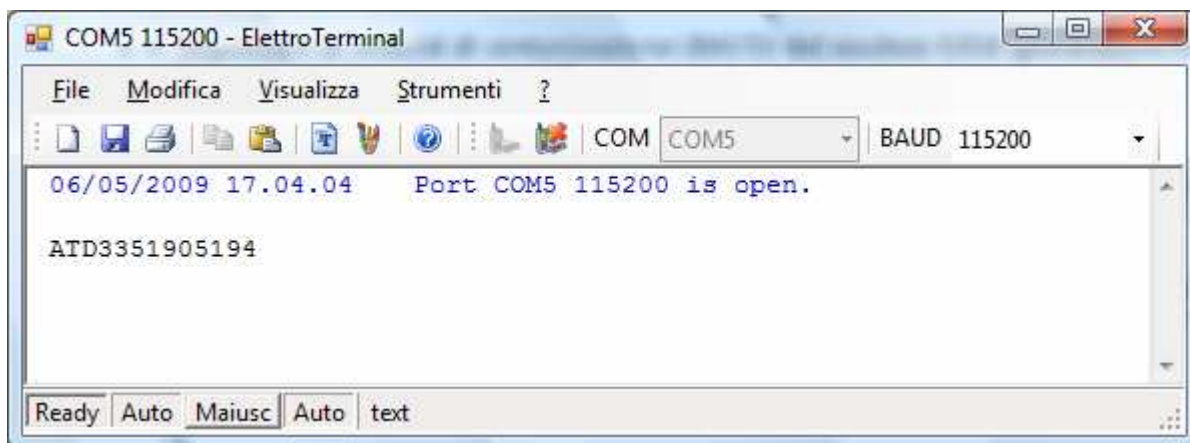 COM5 115200 - ElettroTerminal
File Modifica Visualizza Strumenti ?
COM COM5 BAUD 115200
06/05/2009 17.04.04 Port COM5 115200 is open.
ATD3351905194
Ready Auto Maiusc Auto text